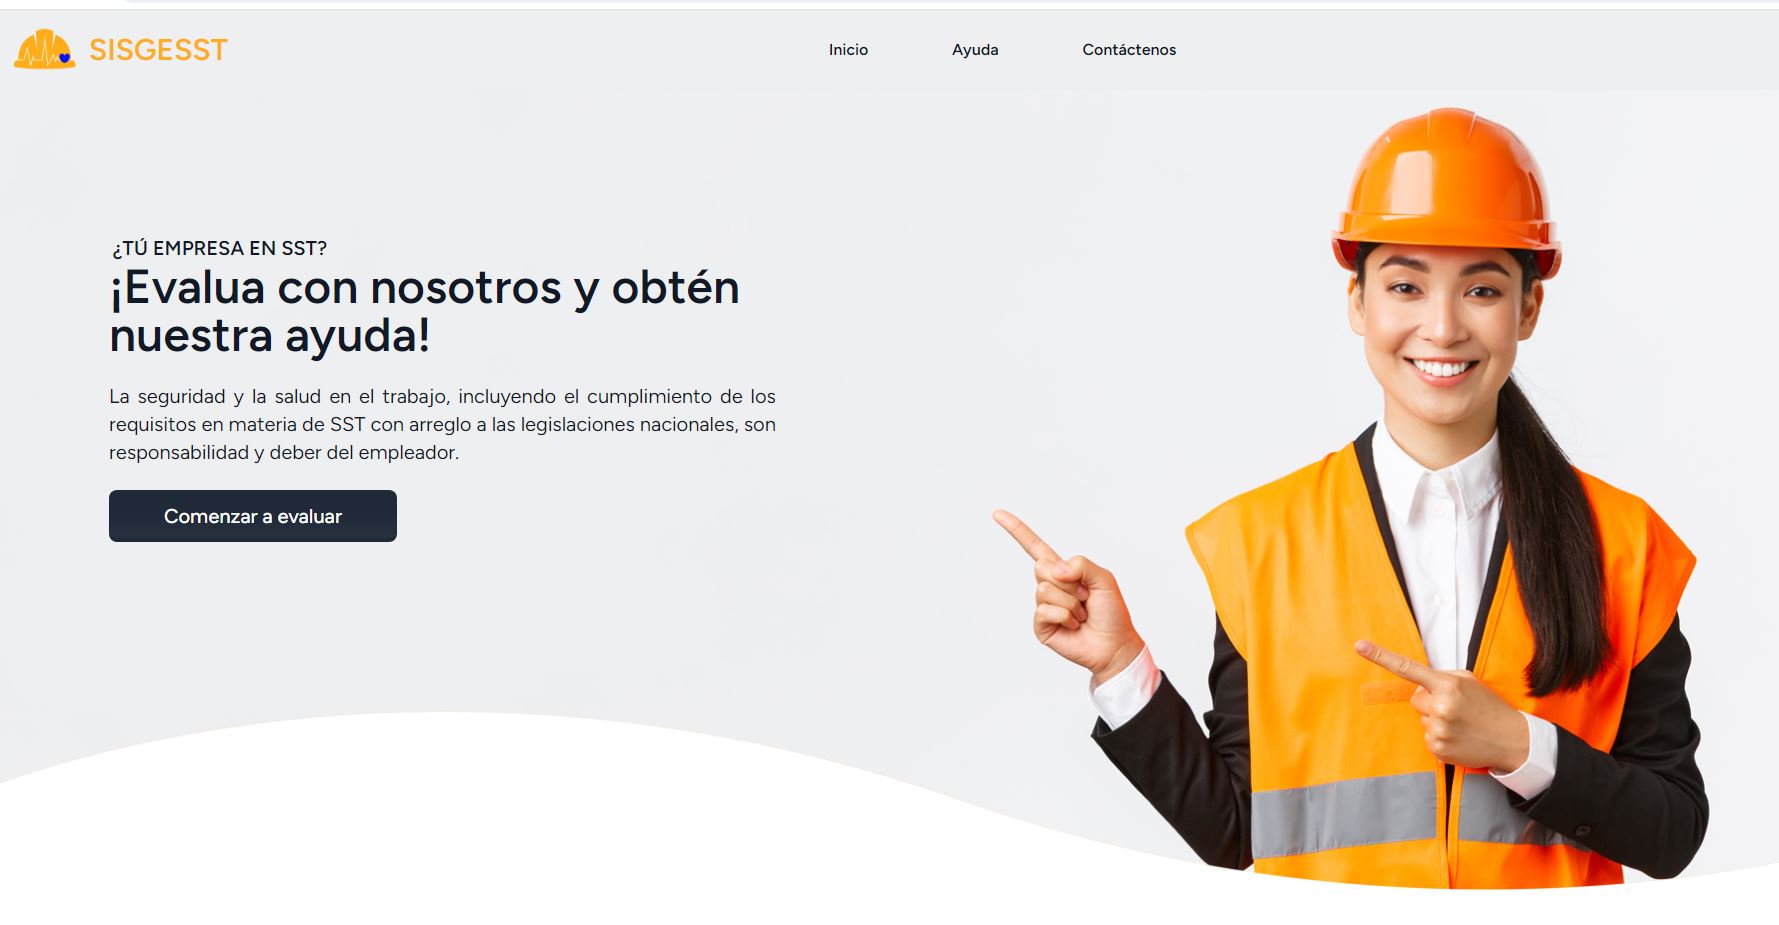 SISGESST
Inicio
Ayuda
Contáctenos
¿TÚ EMPRESA EN SST?
¡Evalua con nosotros y obtén
nuestra ayuda!
La seguridad y la salud en el trabajo, incluyendo el cumplimiento de los
requisitos en materia de SST con arreglo a las legislaciones nacionales, son
responsabilidad y deber del empleador.
Comenzar a evaluar